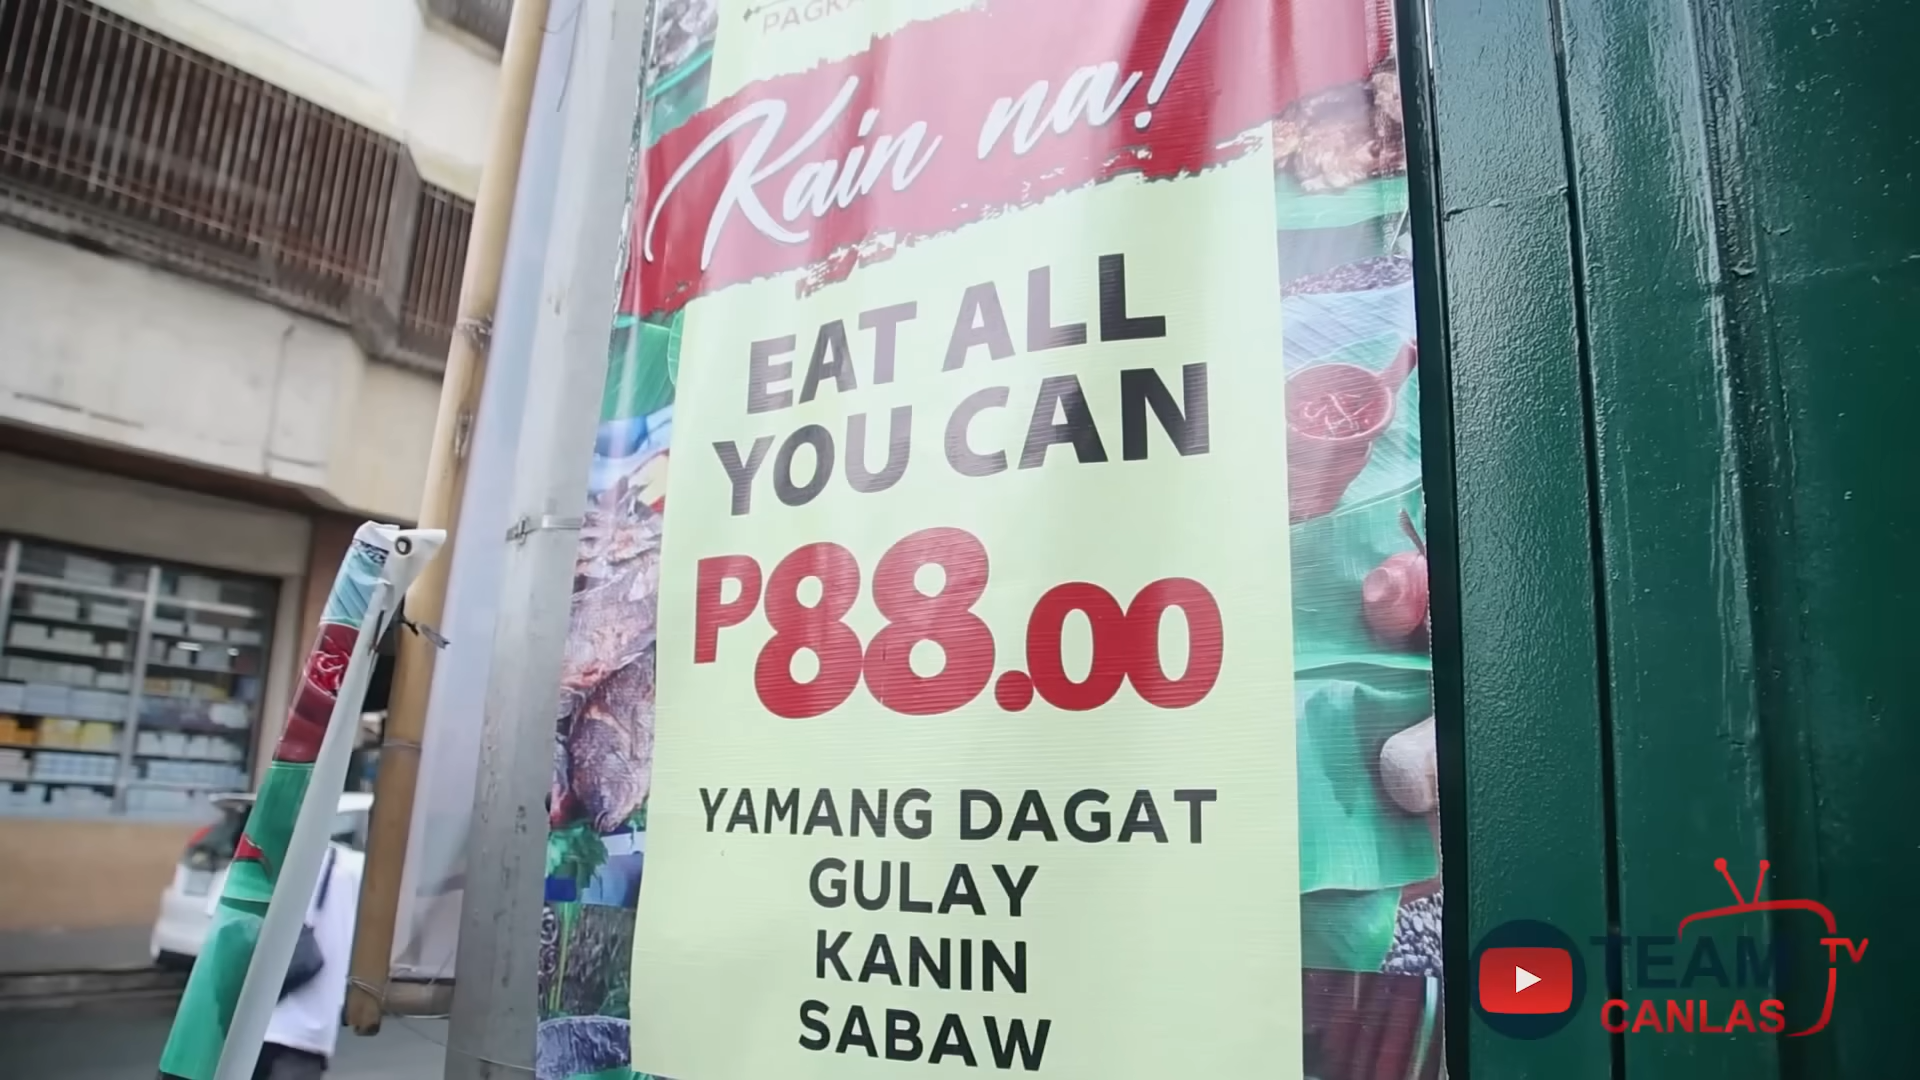 Kain na!
EAT ALL
YOU CAN
P88.00
YAMANG DAGAT
GULAY
KANIN
SABAW
TEAM TV
CANLAS